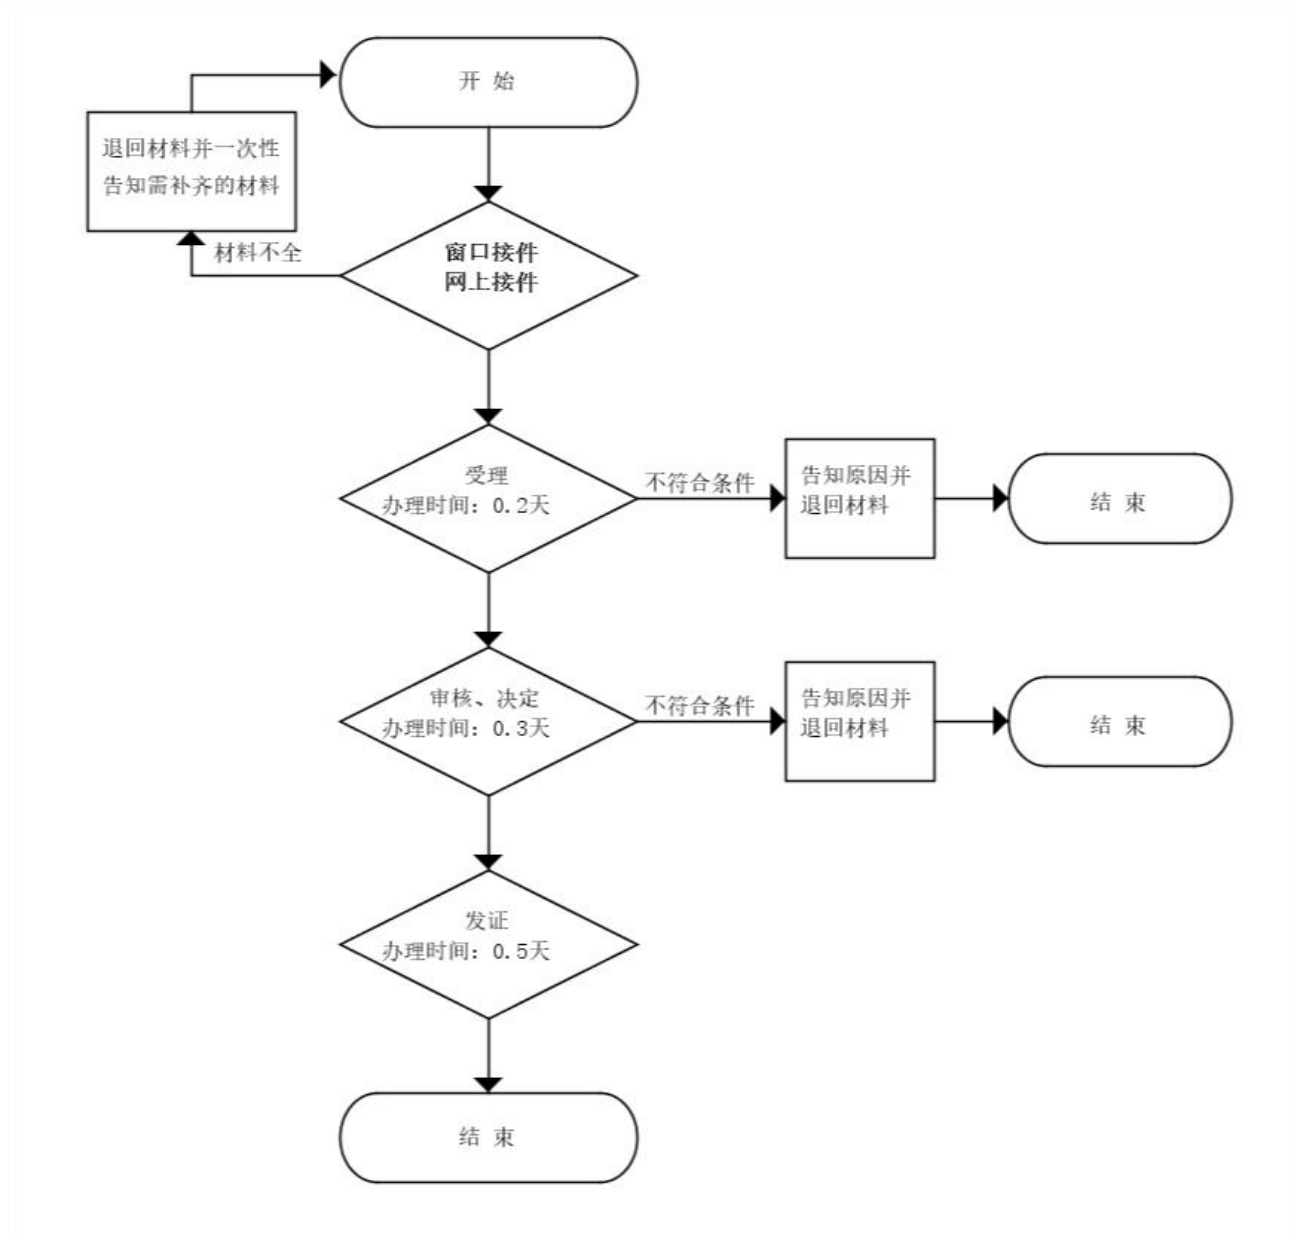 开 始
退回材料并一次性
告知需补齐的材料
材料不全
窗口接件
网上接件
受理
办理时间：0.2天
不符合条件
告知原因并
退回材料
结 束
审核、决定
办理时间：0.3天
不符合条件
告知原因并
退回材料
结 束
发证
办理时间：0.5天
结 束